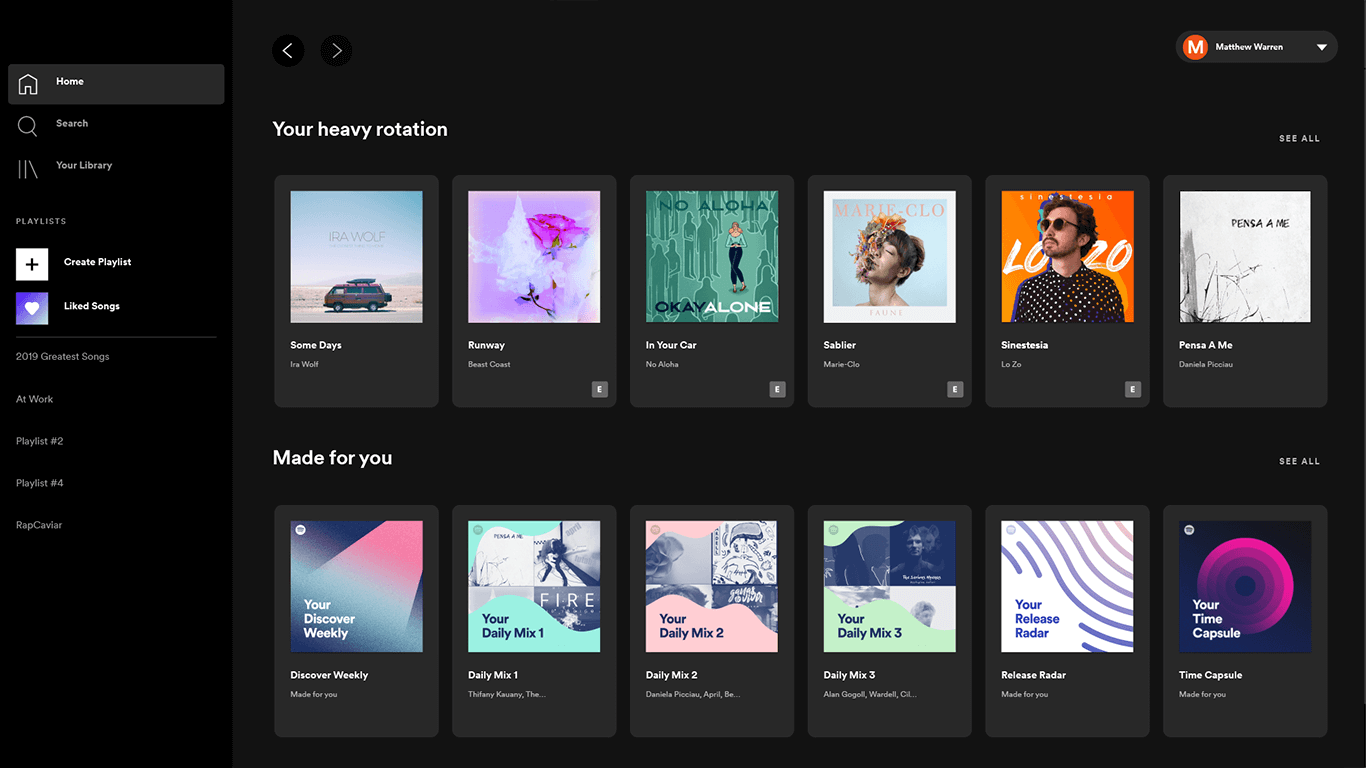 Home
Search
Your Library
PLAYLISTS
Create Playlist
Liked Songs
2019 Greatest Songs
At Work
Playlist #2
Playlist #4
RapCaviar
M Matthew Warren
Your heavy rotation
SEE ALL
IRA WOLF
Some Days
Ira Wolf
Runway
Beast Coast
E
NO ALOHA
OKAYALONE
In Your Car
No Aloha
E
MARIE-CLO
FAUNE
Sablier
Marie-Clo
E
sinestesia
LO ZO
Sinestesia
Lo Zo
E
PENSA A ME
Pensa A Me
Daniela Picciau
Made for you
SEE ALL
Your
Discover
Weekly
Discover Weekly
Made for you
PENSA A ME
FIRE
Your
Daily Mix 1
Daily Mix 1
Thifany Kauany, The...
Your
Daily Mix 2
Daily Mix 2
Daniela Picciau, April, Be...
Your
Daily Mix 3
Daily Mix 3
Alan Gogoll, Wardell, Cil...
Your
Release
Radar
Release Radar
Made for you
Your
Time
Capsule
Time Capsule
Made for you